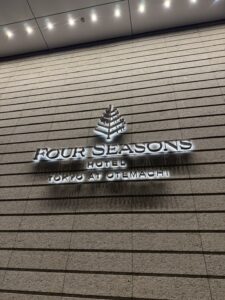 FOUR SEASONS
HOTEL
TOKYO AT OTEMACHI